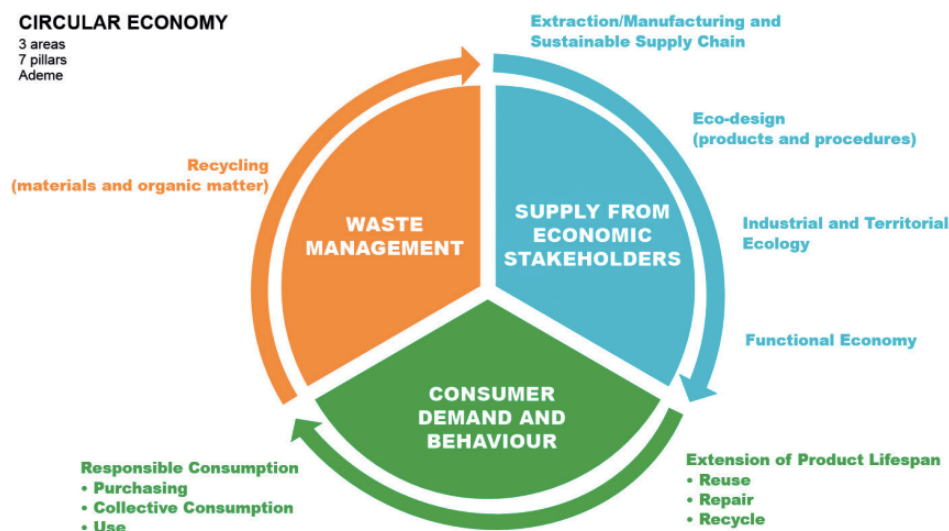 CIRCULAR ECONOMY
3 areas
7 pillars
Ademe
Extraction/Manufacturing and
Sustainable Supply Chain
Eco-design
(products and procedures)
Recycling
(materials and organic matter)
WASTE
MANAGEMENT
SUPPLY FROM
ECONOMIC
STAKEHOLDERS
Industrial and Territorial
Ecology
Functional Economy
CONSUMER
DEMAND AND
BEHAVIOUR
Responsible Consumption
• Purchasing
• Collective Consumption
• Use
Extension of Product Lifespan
• Reuse
• Repair
• Recycle